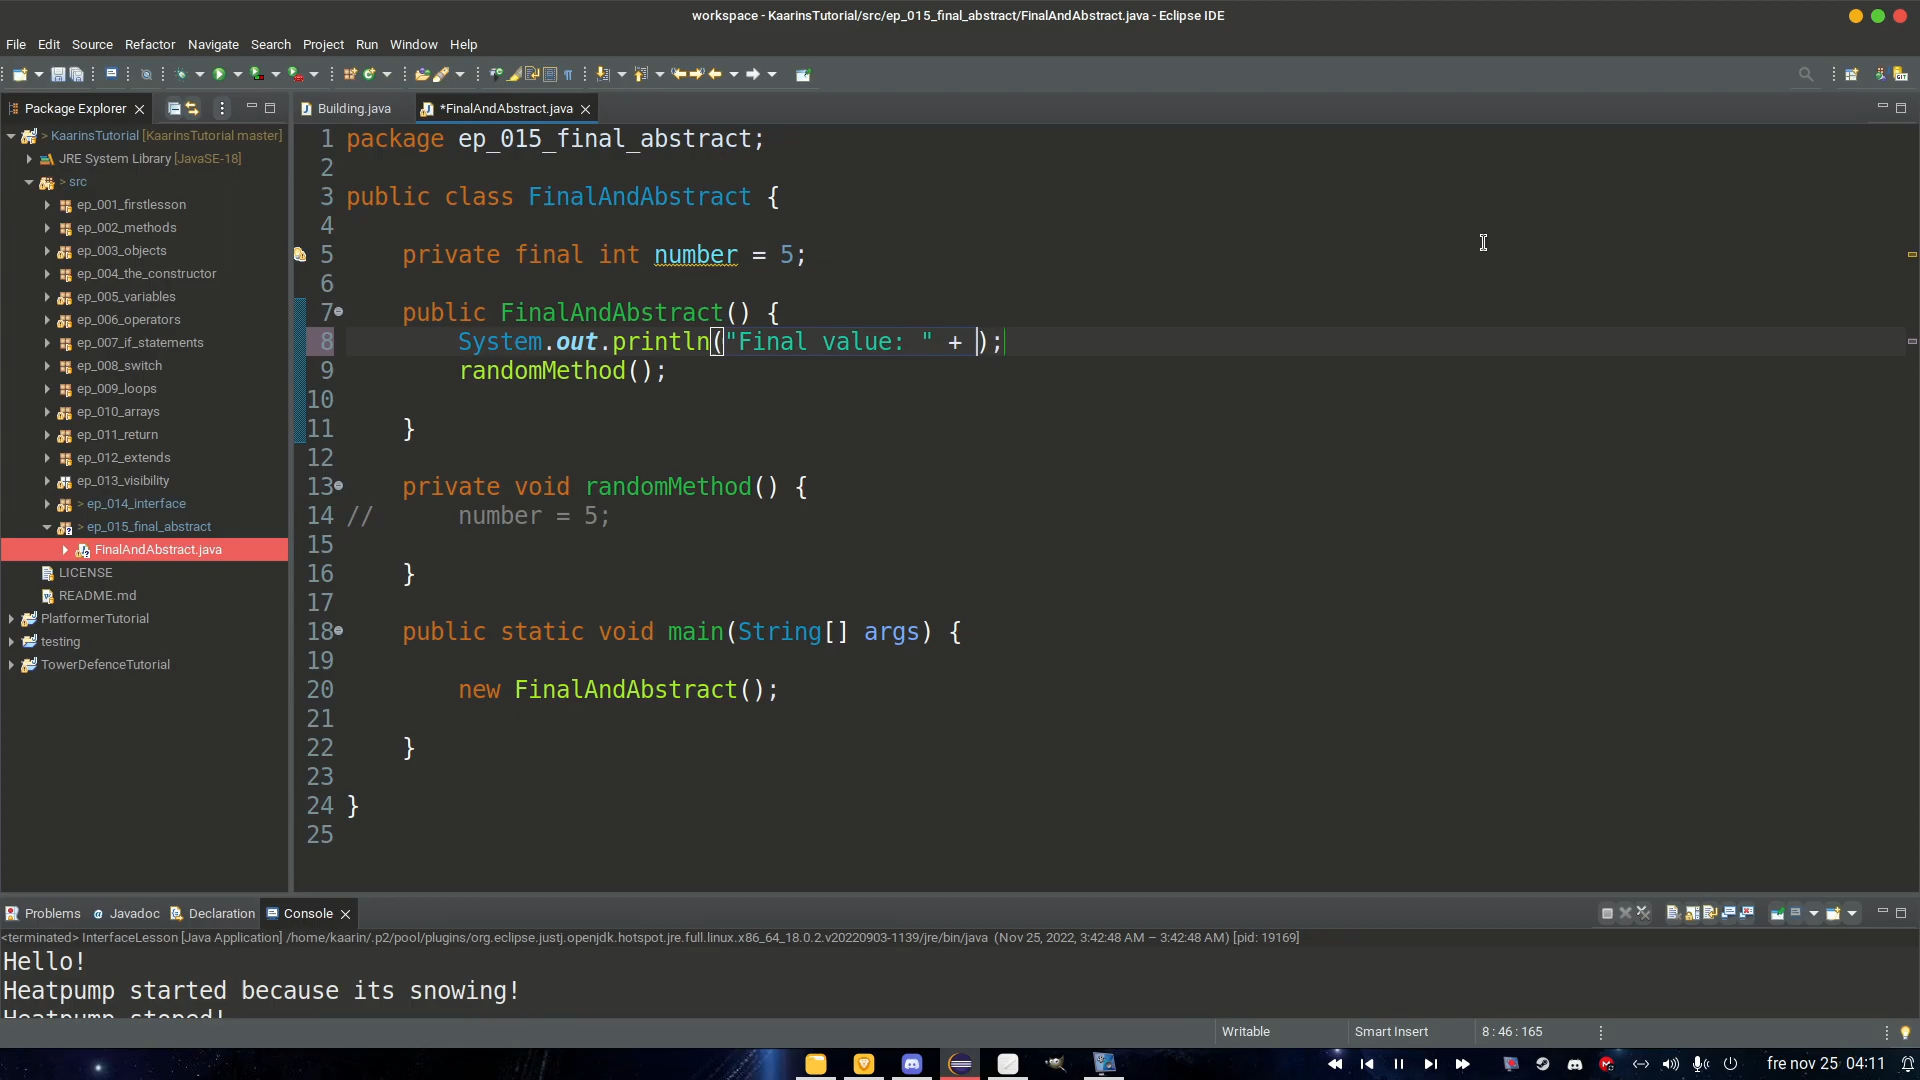 workspace - KaarinsTutorial/src/ep_015_final_abstract/FinalAndAbstract.java - Eclipse IDE
File Edit Source Refactor Navigate Search Project Run Window Help
Package Explorer
Building.java
*FinalAndAbstract.java
> KaarinsTutorial [KaarinsTutorial master]
JRE System Library [JavaSE-18]
> src
ep_001_firstlesson
ep_002_methods
ep_003_objects
ep_004_the_constructor
ep_005_variables
ep_006_operators
ep_007_if_statements
ep_008_switch
ep_009_loops
ep_010_arrays
ep_011_return
ep_012_extends
ep_013_visibility
> ep_014_interface
> ep_015_final_abstract
FinalAndAbstract.java
LICENSE
README.md
PlatformerTutorial
testing
TowerDefenceTutorial
1 package ep_015_final_abstract;
2
3 public class FinalAndAbstract {
4
5 private final int number = 5;
6
7 public FinalAndAbstract() {
8 System.out.println("Final value: " + );
9 randomMethod();
10
11 }
12
13 private void randomMethod() {
14 // number = 5;
15
16 }
17
18 public static void main(String[] args) {
19
20 new FinalAndAbstract();
21
22 }
23
24 }
25
Problems Javadoc Declaration Console
<terminated> InterfaceLesson [Java Application] /home/kaarin/.p2/pool/plugins/org.eclipse.justj.openjdk.hotspot.jre.full.linux.x86_64_18.0.2.v20220903-1139/jre/bin/java (Nov 25, 2022, 3:42:48 AM – 3:42:48 AM) [pid: 19169]
Hello!
Heatpump started because its snowing!
Heatpump stoped!
Writable Smart Insert 8 : 46 : 165
fre nov 25 04:11